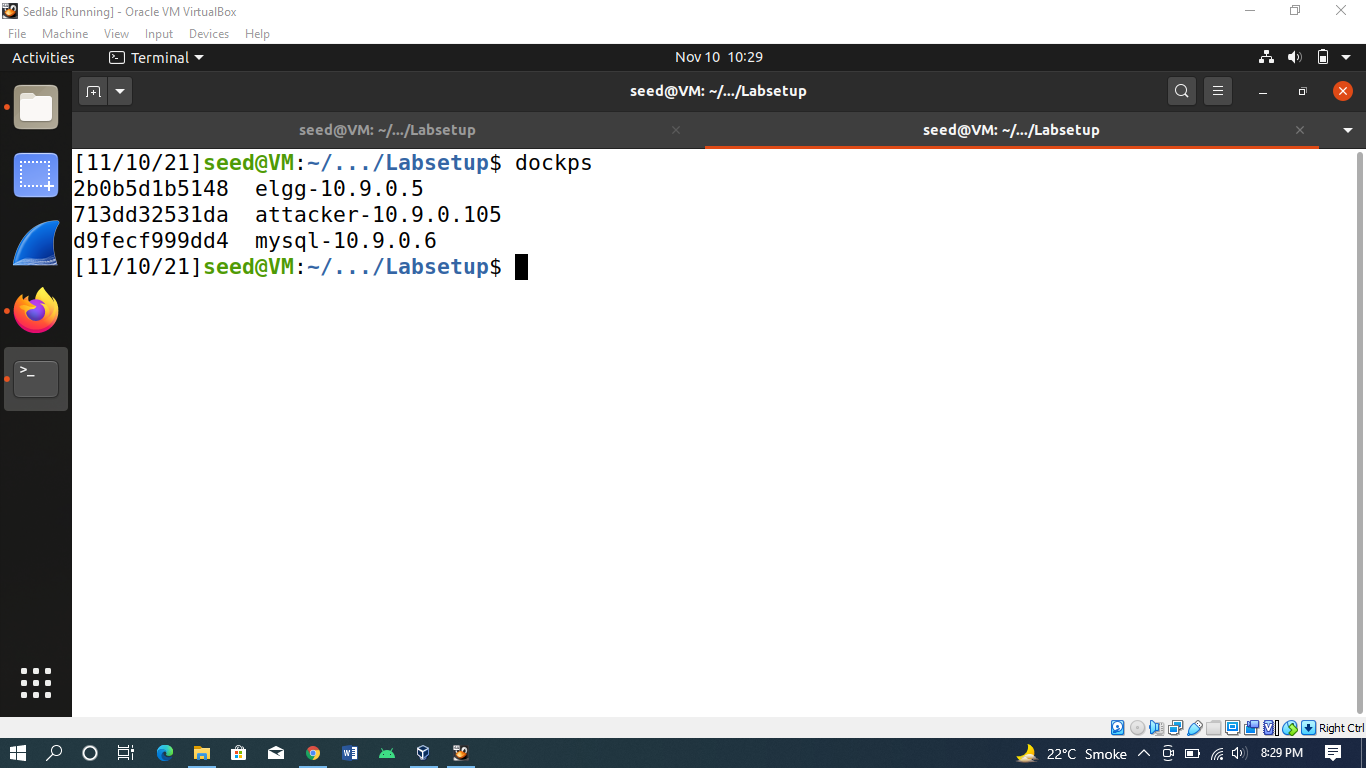 Sedlab [Running] - Oracle VM VirtualBox
File Machine View Input Devices Help
Activities Terminal Nov 10 10:29
seed@VM: ~/.../Labsetup
seed@VM: ~/.../Labsetup × seed@VM: ~/.../Labsetup ×
[11/10/21]seed@VM:~/.../Labsetup$ dockps
2b0b5d1b5148 elgg-10.9.0.5
713dd32531da attacker-10.9.0.105
d9fecf999dd4 mysql-10.9.0.6
[11/10/21]seed@VM:~/.../Labsetup$
>_
Right Ctrl
22°C Smoke 8:29 PM